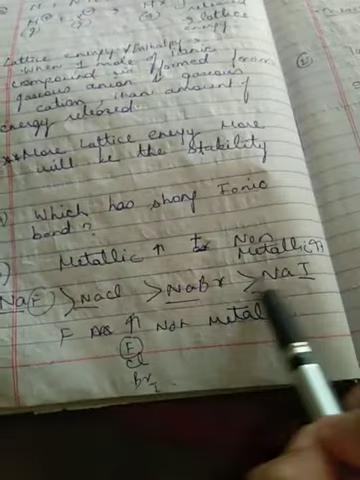 Lattice energy / Enthalpy
When 1 mole of ionic
compound is formed from
gaseous anion & gaseous
cation, than amount of
energy released.
**More Lattice energy More
will be the stability
Which has strong Ionic
bond?
Metallic ↑ Non
Metallic(↑)
NaF > NaCl > NaBr > NaI
F ↑ Non Metal
F
Cl
Br
I